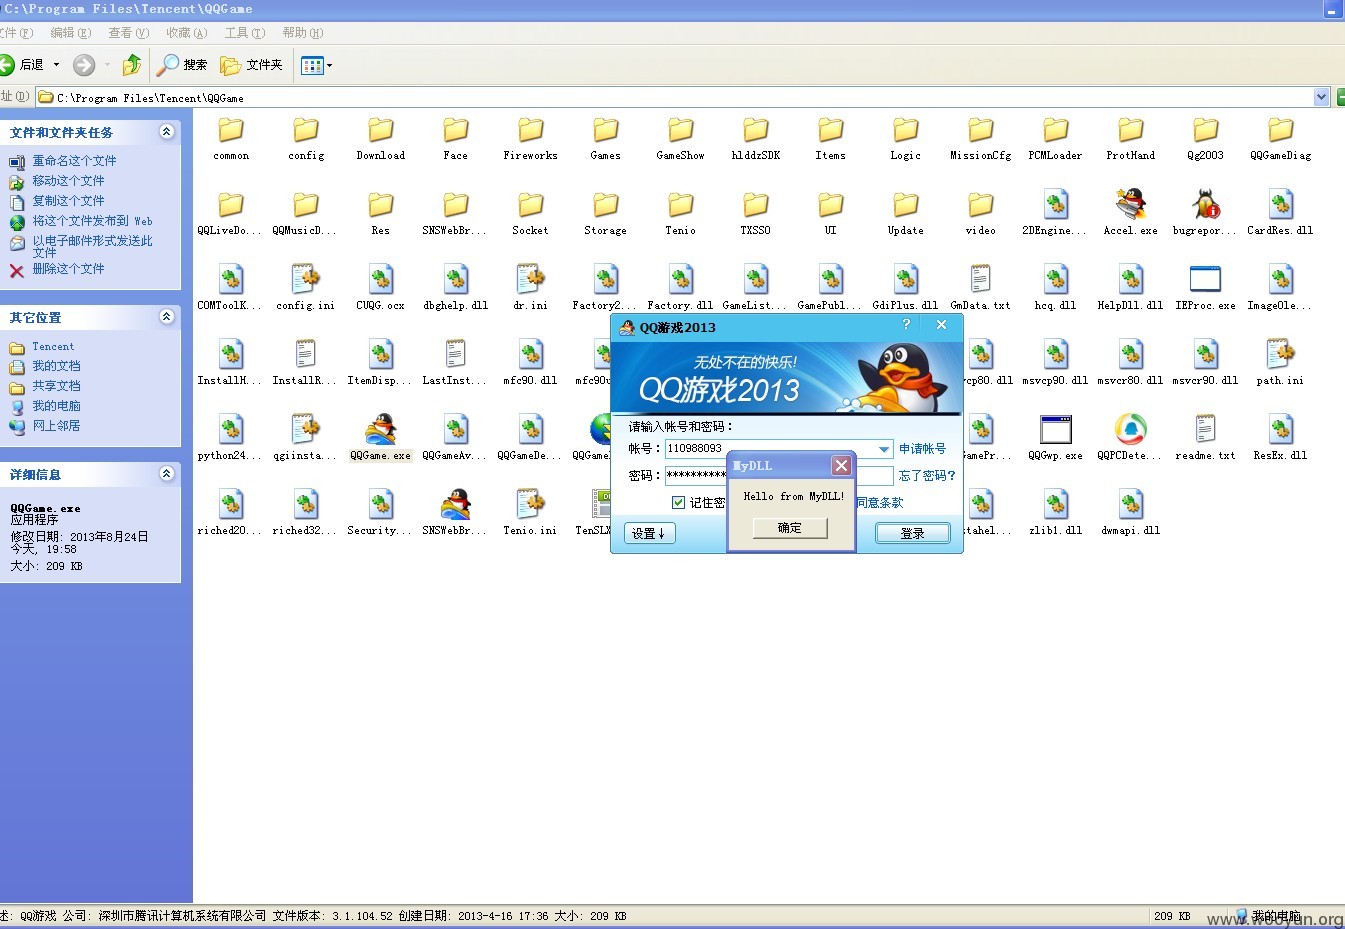 C:\Program Files\Tencent\QQGame
文件(F) 编辑(E) 查看(V) 收藏(A) 工具(T) 帮助(H)
后退 搜索 文件夹
址(D) C:\Program Files\Tencent\QQGame
文件和文件夹任务
重命名这个文件
移动这个文件
复制这个文件
将这个文件发布到 Web
以电子邮件形式发送此
文件
删除这个文件
其它位置
Tencent
我的文档
共享文档
我的电脑
网上邻居
详细信息
QQGame.exe
应用程序
修改日期: 2013年8月24日
今天, 19:58
大小: 209 KB
common config Download Face Fireworks Games GameShow hlddzSDK Items Logic MissionCfg PCMLoader ProtHand Qg2003 QQGameDiag
QQLiveDo... QQMusicD... Res SNSWebBr... Socket Storage Tenio TXSSO UI Update video 2DEngine... Accel.exe bugrepor... CardRes.dll
COMToolK... config.ini CUQG.ocx dbghelp.dll dr.ini Factory2... Factory.dll GameList... GamePubl... GdiPlus.dll GmData.txt hcq.dll HelpDll.dll IEProc.exe ImageOle...
InstallH... InstallR... ItemDisp... LastInst... mfc90.dll mfc90u vcp80.dll msvcp90.dll msvcr80.dll msvcr90.dll path.ini
python24... qgiinsta... QQGame.exe QQGameAv... QQGameDe... QQGameI GamePr... QQGwp.exe QQPCDete... readme.txt ResEx.dll
riched20... riched32... Security... SNSWebBr... Tenio.ini TenSLX stahel... zlib1.dll dwmapi.dll
QQ游戏2013 ?
无处不在的快乐!
QQ游戏2013
请输入帐号和密码:
帐号: 110988093 申请帐号
密码: ********** 忘了密码?
记住密 同意条款
设置↓ 登录
MyDLL
Hello from MyDLL!
确定
述: QQ游戏 公司: 深圳市腾讯计算机系统有限公司 文件版本: 3.1.104.52 创建日期: 2013-4-16 17:36 大小: 209 KB 209 KB 我的电脑
www.wooyun.org